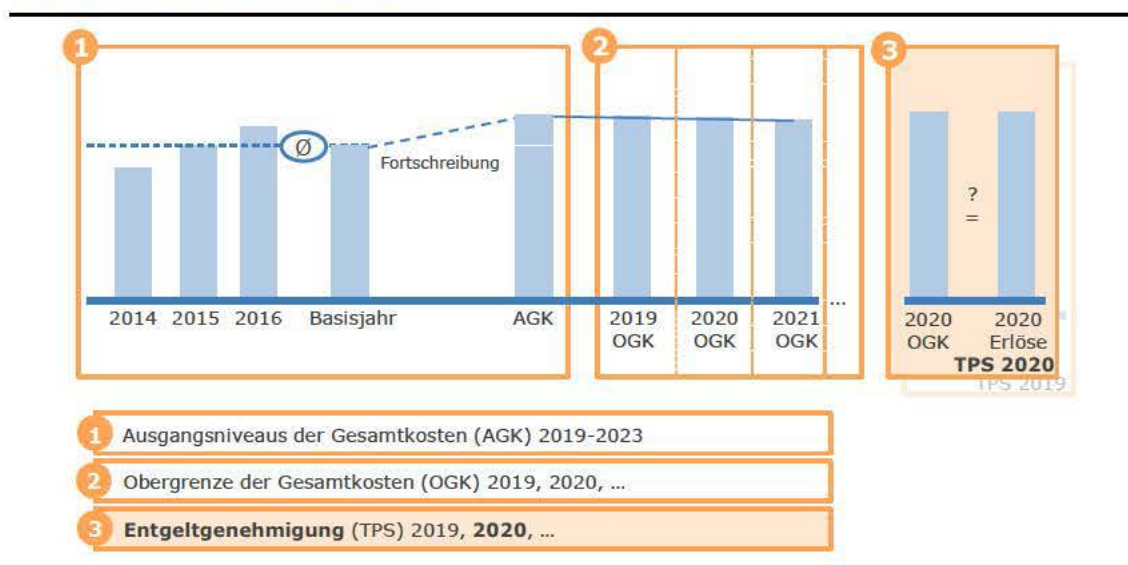 1
2
3
Ø
Fortschreibung
?
=
...
2014 2015 2016 Basisjahr AGK
2019 OGK
2020 OGK
2021 OGK
2020 OGK
2020 Erlöse
TPS 2020
TPS 2019
1 Ausgangsniveaus der Gesamtkosten (AGK) 2019-2023
2 Obergrenze der Gesamtkosten (OGK) 2019, 2020, ...
3 Entgeltgenehmigung (TPS) 2019, 2020, ...